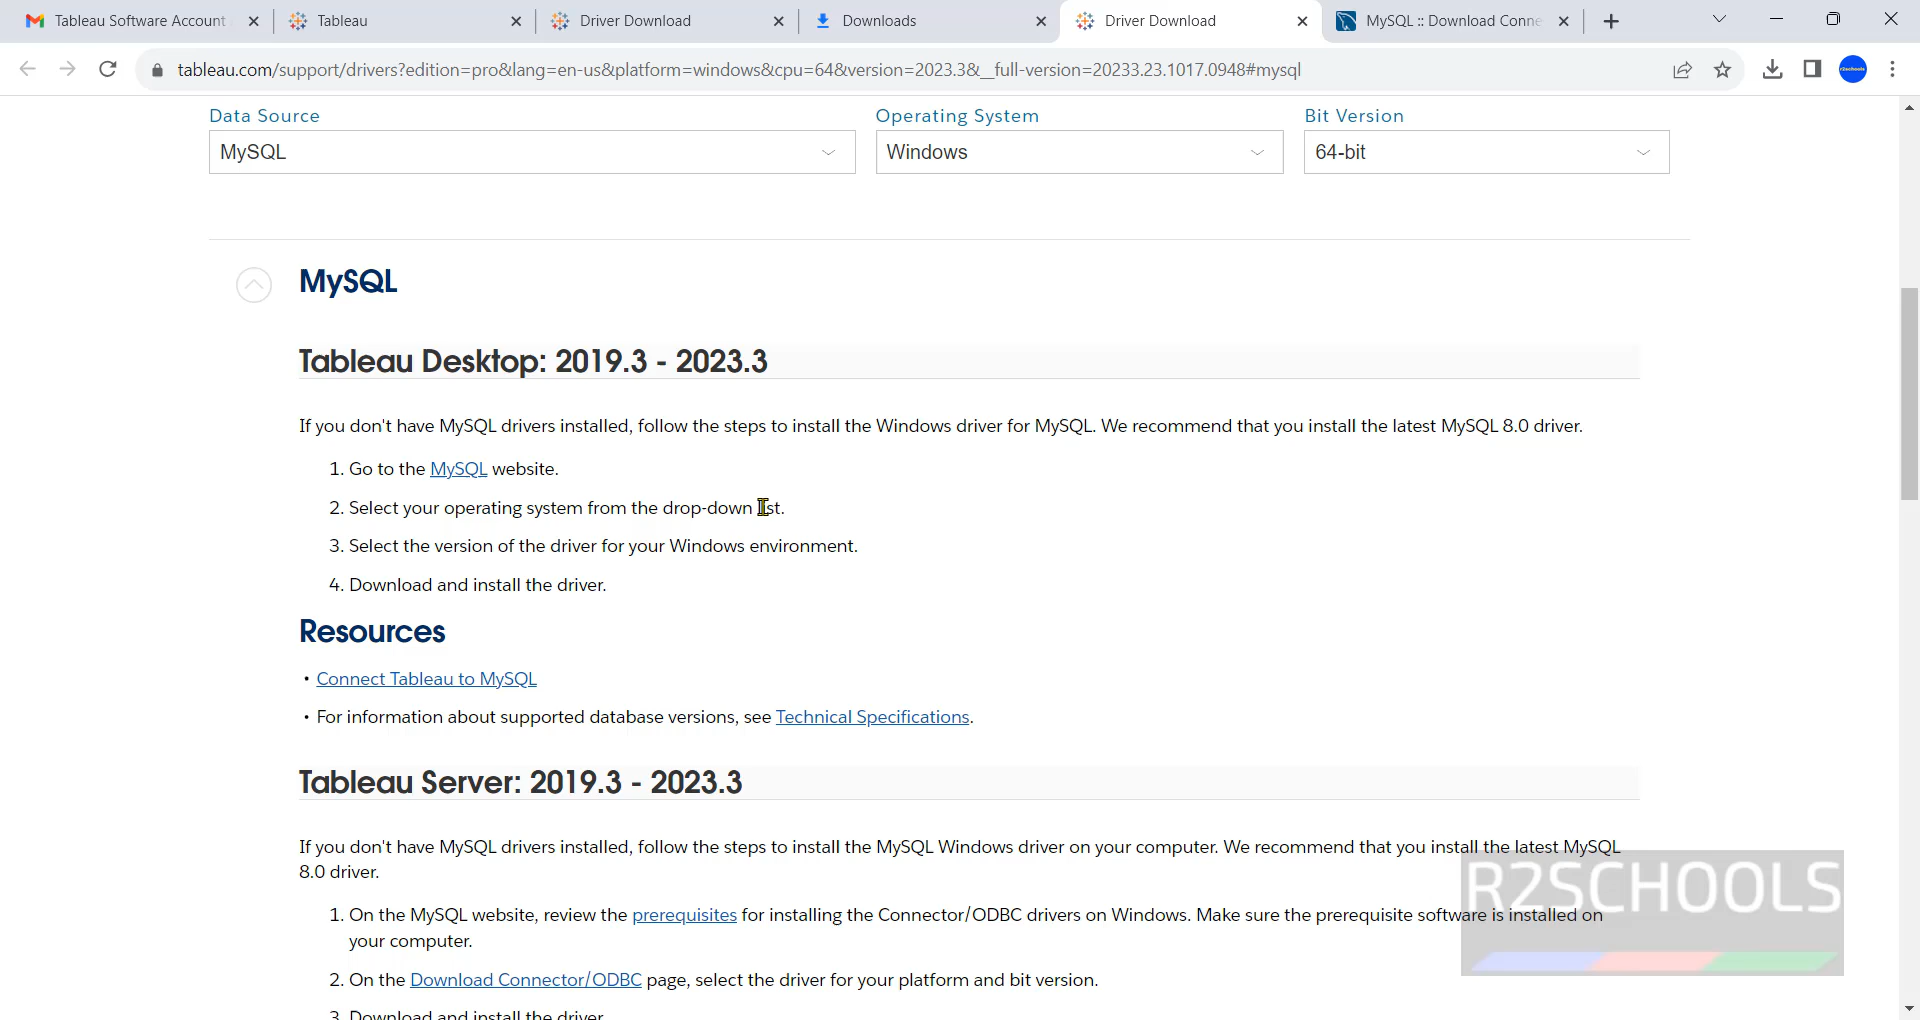 Tableau Software Account
Tableau
Driver Download
Downloads
Driver Download
MySQL :: Download Conne
tableau.com/support/drivers?edition=pro&lang=en-us&platform=windows&cpu=64&version=2023.3&__full-version=20233.23.1017.0948#mysql
Data Source
Operating System
Bit Version
MySQL
Windows
64-bit
MySQL
Tableau Desktop: 2019.3 - 2023.3
If you don't have MySQL drivers installed, follow the steps to install the Windows driver for MySQL. We recommend that you install the latest MySQL 8.0 driver.
1. Go to the MySQL website.
2. Select your operating system from the drop-down list.
3. Select the version of the driver for your Windows environment.
4. Download and install the driver.
Resources
• Connect Tableau to MySQL
• For information about supported database versions, see Technical Specifications.
Tableau Server: 2019.3 - 2023.3
If you don't have MySQL drivers installed, follow the steps to install the MySQL Windows driver on your computer. We recommend that you install the latest MySQL
8.0 driver.
R2SCHOOLS
1. On the MySQL website, review the prerequisites for installing the Connector/ODBC drivers on Windows. Make sure the prerequisite software is installed on
your computer.
2. On the Download Connector/ODBC page, select the driver for your platform and bit version.
3. Download and install the driver.